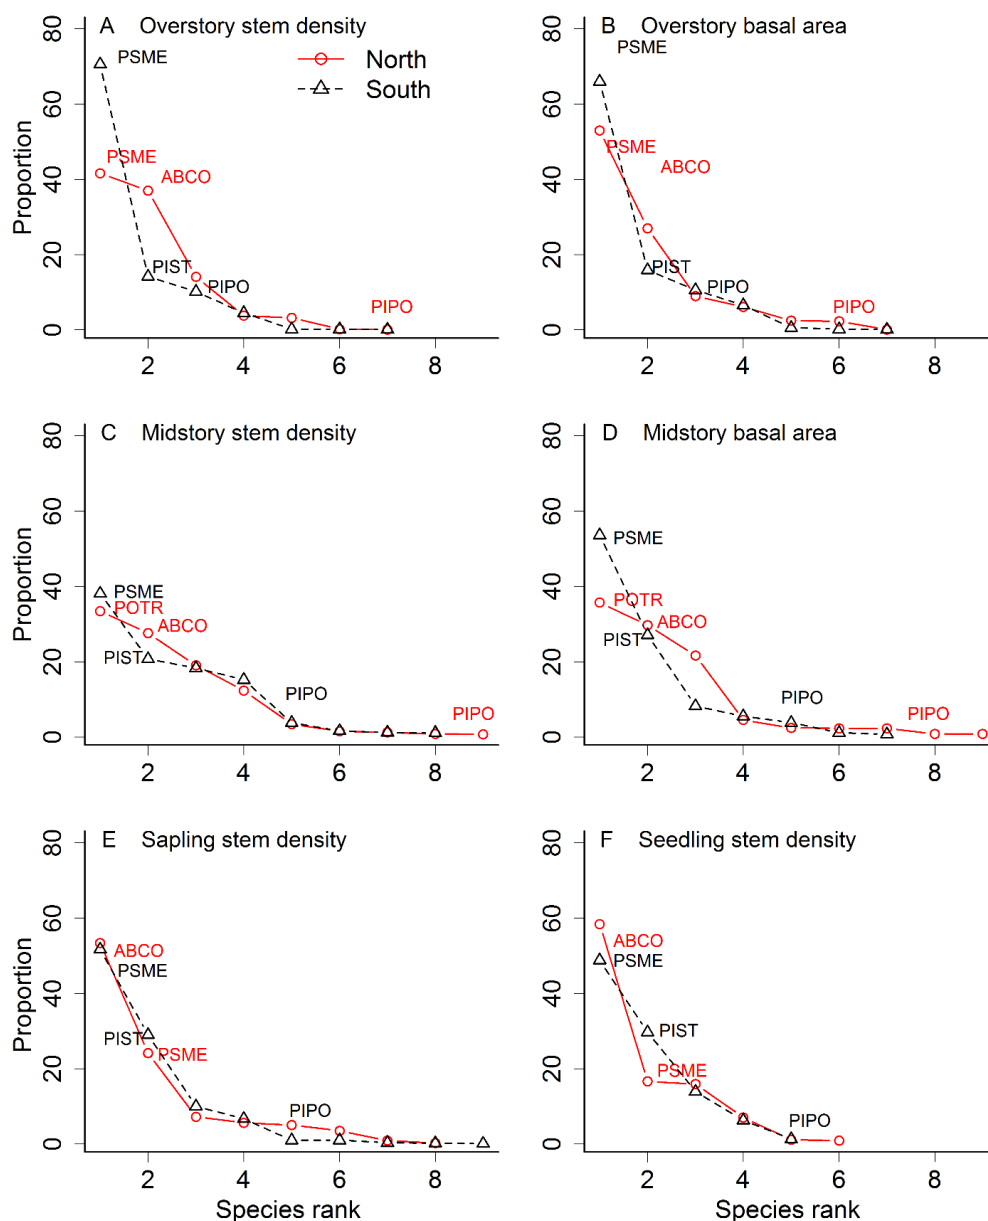 A Overstory stem density
North
South
Proportion
80
60
40
20
0
PSME
PSME
ABCO
PIST
PIPO
PIPO
2
4
6
8
B Overstory basal area
80
60
40
20
0
PSME
PSME
ABCO
PIST
PIPO
PIPO
2
4
6
8
C Midstory stem density
Proportion
80
60
40
20
0
PSME
POTR
ABCO
PIST
PIPO
PIPO
2
4
6
8
D Midstory basal area
80
60
40
20
0
PSME
POTR
ABCO
PIST
PIPO
PIPO
2
4
6
8
E Sapling stem density
Proportion
80
60
40
20
0
ABCO
PSME
PIST
PSME
PIPO
2
4
6
8
Species rank
F Seedling stem density
80
60
40
20
0
ABCO
PSME
PIST
PSME
PIPO
2
4
6
8
Species rank